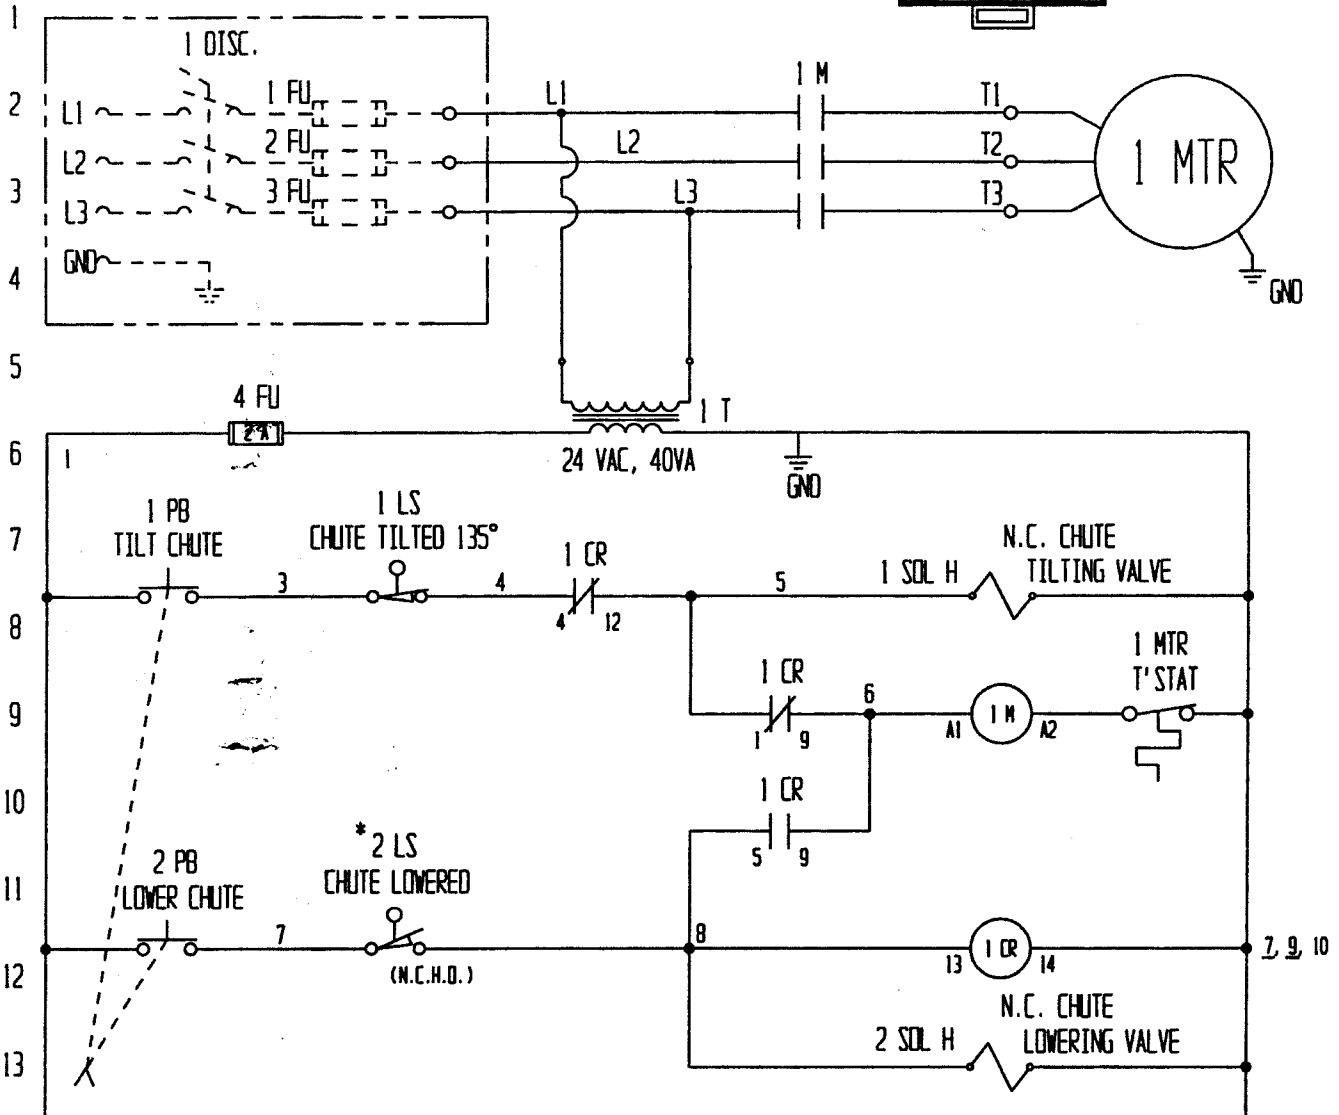 1
1 DISC.
1 M
2
L1
1 FU
L1
T1
2 FU
L2
L2
T2
1 MTR
3
3 FU
L3
L3
T3
GND
4
GND
5
4 FU
1 T
2A
6
1
24 VAC, 40VA
GND
1 PB
1 LS
7
TILT CHUTE
CHUTE TILTED 135°
1 CR
N.C. CHUTE
TILTING VALVE
3
4
5
1 SOL H
8
4
12
1 MTR
T'STAT
1 CR
6
9
1 M
1
9
A1
A2
10
1 CR
5
9
*
2 LS
2 PB
11
CHUTE LOWERED
LOWER CHUTE
7
8
1 CR
7, 9, 10
12
(N.C.H.O.)
13
14
N.C. CHUTE
2 SOL H
LOWERING VALVE
13